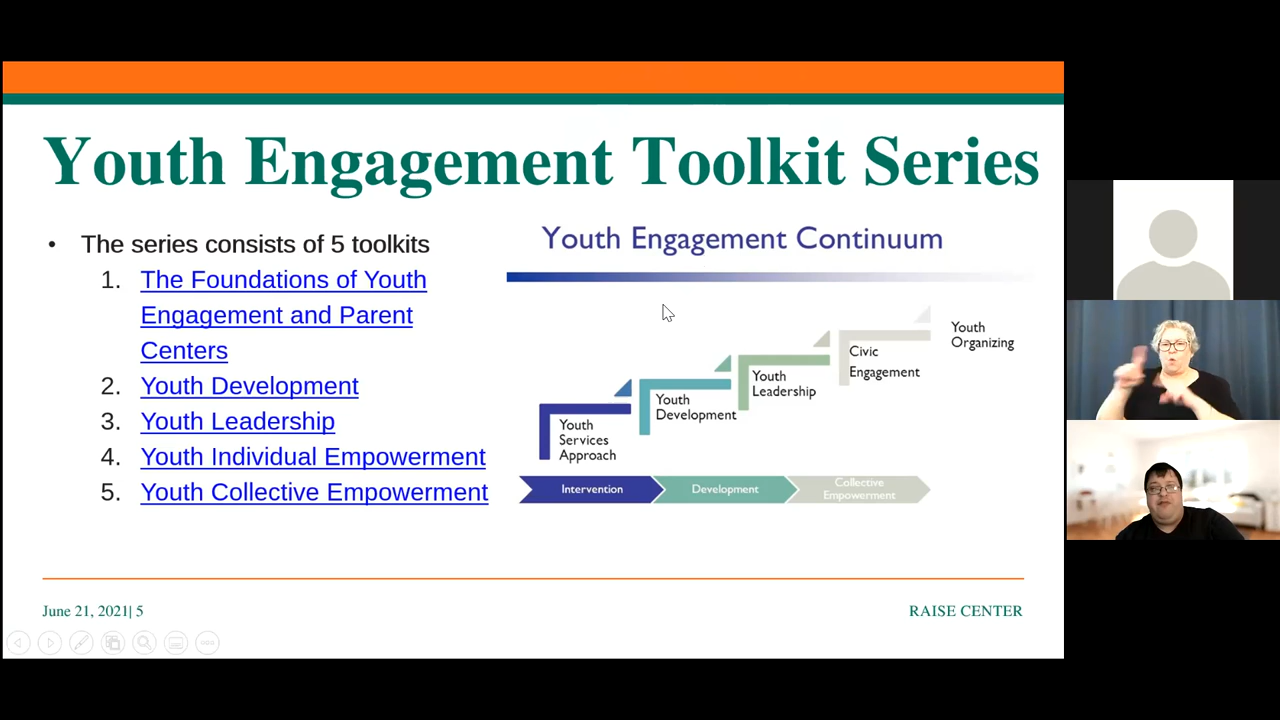 Youth Engagement Toolkit Series
• The series consists of 5 toolkits
1. The Foundations of Youth
Engagement and Parent
Centers
2. Youth Development
3. Youth Leadership
4. Youth Individual Empowerment
5. Youth Collective Empowerment
Youth Engagement Continuum
Youth
Services
Approach
Youth
Development
Youth
Leadership
Civic
Engagement
Youth
Organizing
Intervention
Development
Collective
Empowerment
June 21, 2021| 5
RAISE CENTER